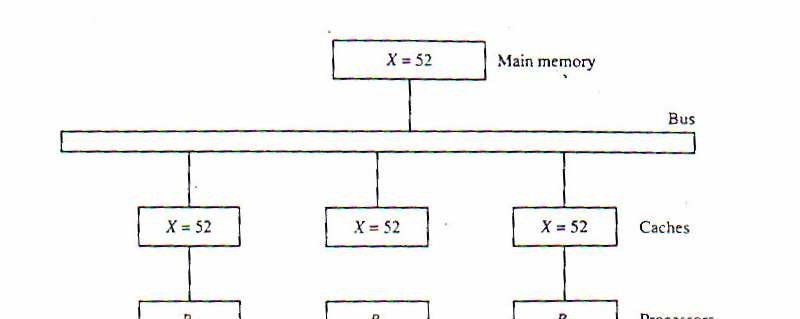 X = 52 Main memory
Bus
X = 52 X = 52 X = 52 Caches